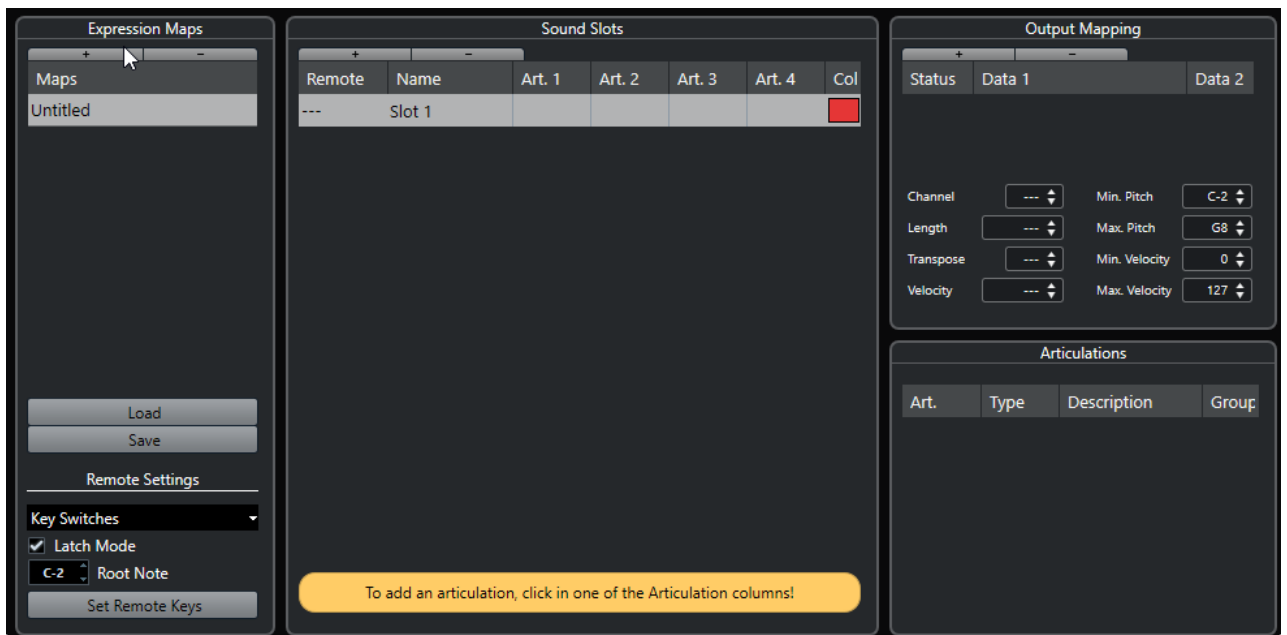 Expression Maps
+ -
Maps
Untitled
Load
Save
Remote Settings
Key Switches
Latch Mode
C-2 Root Note
Set Remote Keys
Sound Slots
+ -
Remote Name Art. 1 Art. 2 Art. 3 Art. 4 Col
--- Slot 1
To add an articulation, click in one of the Articulation columns!
Output Mapping
+ -
Status Data 1 Data 2
Channel --- Min. Pitch C-2
Length --- Max. Pitch G8
Transpose --- Min. Velocity 0
Velocity --- Max. Velocity 127
Articulations
Art. Type Description Group